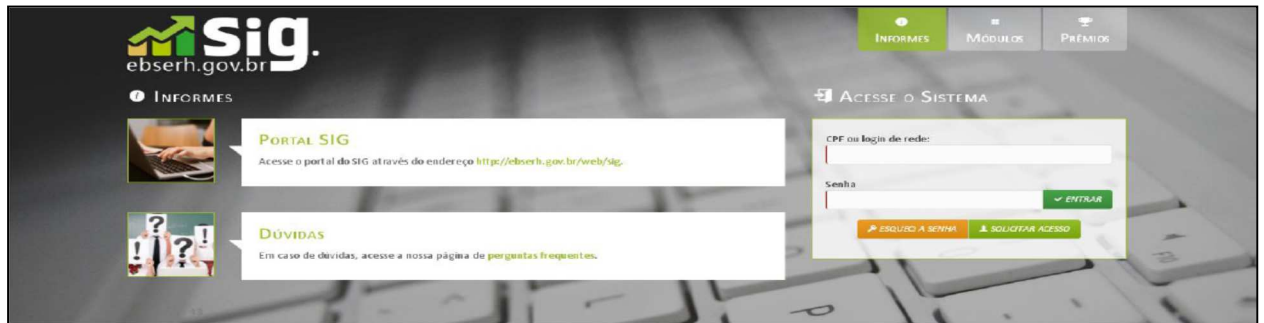 Sig.
ebserh.gov.br
INFORMES
MÓDULOS
PRÊMIOS
INFORMES
PORTAL SIG
Acesse o portal do SIG através do endereço http://ebserh.gov.br/web/sig.
DÚVIDAS
Em caso de dúvidas, acesse a nossa página de perguntas frequentes.
ACESSE O SISTEMA
CPF ou login de rede:
Senha
ENTRAR
ESQUECI A SENHA
SOLICITAR ACESSO